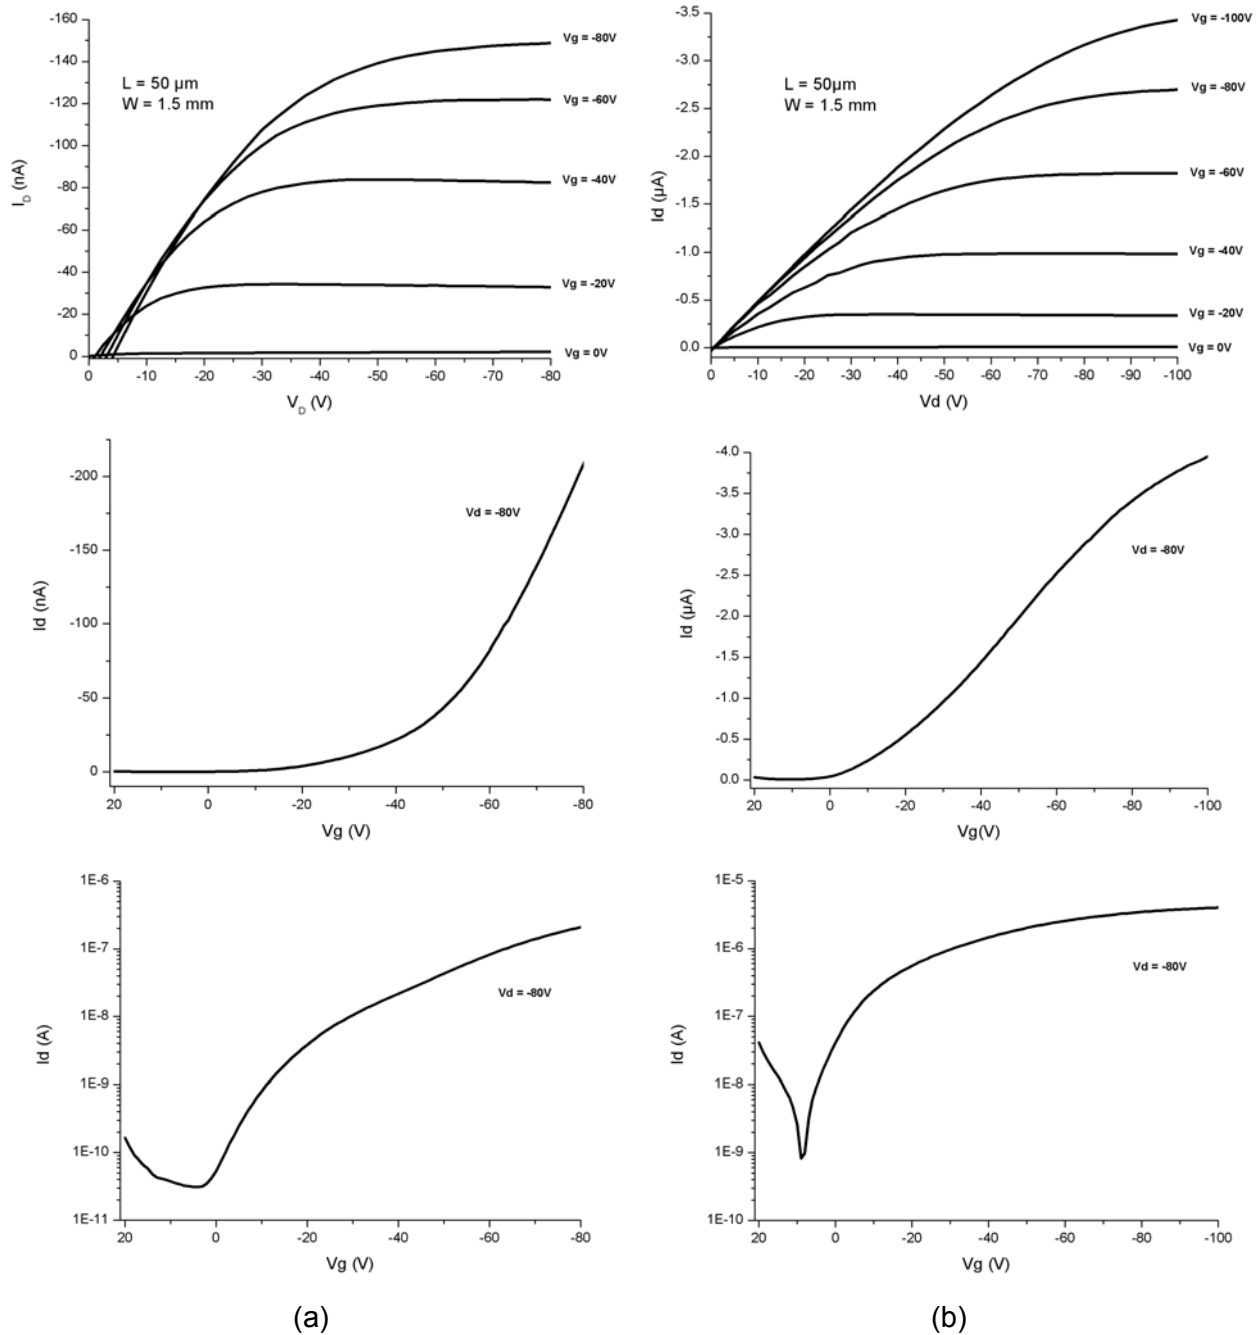 -160
-140
-120
-100
-80
-60
-40
-20
0
I_D (nA)
L = 50 µm
W = 1.5 mm
Vg = -80V
Vg = -60V
Vg = -40V
Vg = -20V
Vg = 0V
0 -10 -20 -30 -40 -50 -60 -70 -80
V_D (V)
-3.5
-3.0
-2.5
-2.0
-1.5
-1.0
-0.5
0.0
Id (µA)
L = 50µm
W = 1.5 mm
Vg = -100V
Vg = -80V
Vg = -60V
Vg = -40V
Vg = -20V
Vg = 0V
0 -10 -20 -30 -40 -50 -60 -70 -80 -90 -100
Vd (V)
-200
-150
-100
-50
0
Id (nA)
Vd = -80V
20 0 -20 -40 -60 -80
Vg (V)
-4.0
-3.5
-3.0
-2.5
-2.0
-1.5
-1.0
-0.5
0.0
Id (µA)
Vd = -80V
20 0 -20 -40 -60 -80 -100
Vg(V)
1E-6
1E-7
1E-8
1E-9
1E-10
1E-11
Id (A)
Vd = -80V
20 0 -20 -40 -60 -80
Vg (V)
1E-5
1E-6
1E-7
1E-8
1E-9
1E-10
Id (A)
Vd = -80V
20 0 -20 -40 -60 -80 -100
Vg (V)
(a)
(b)